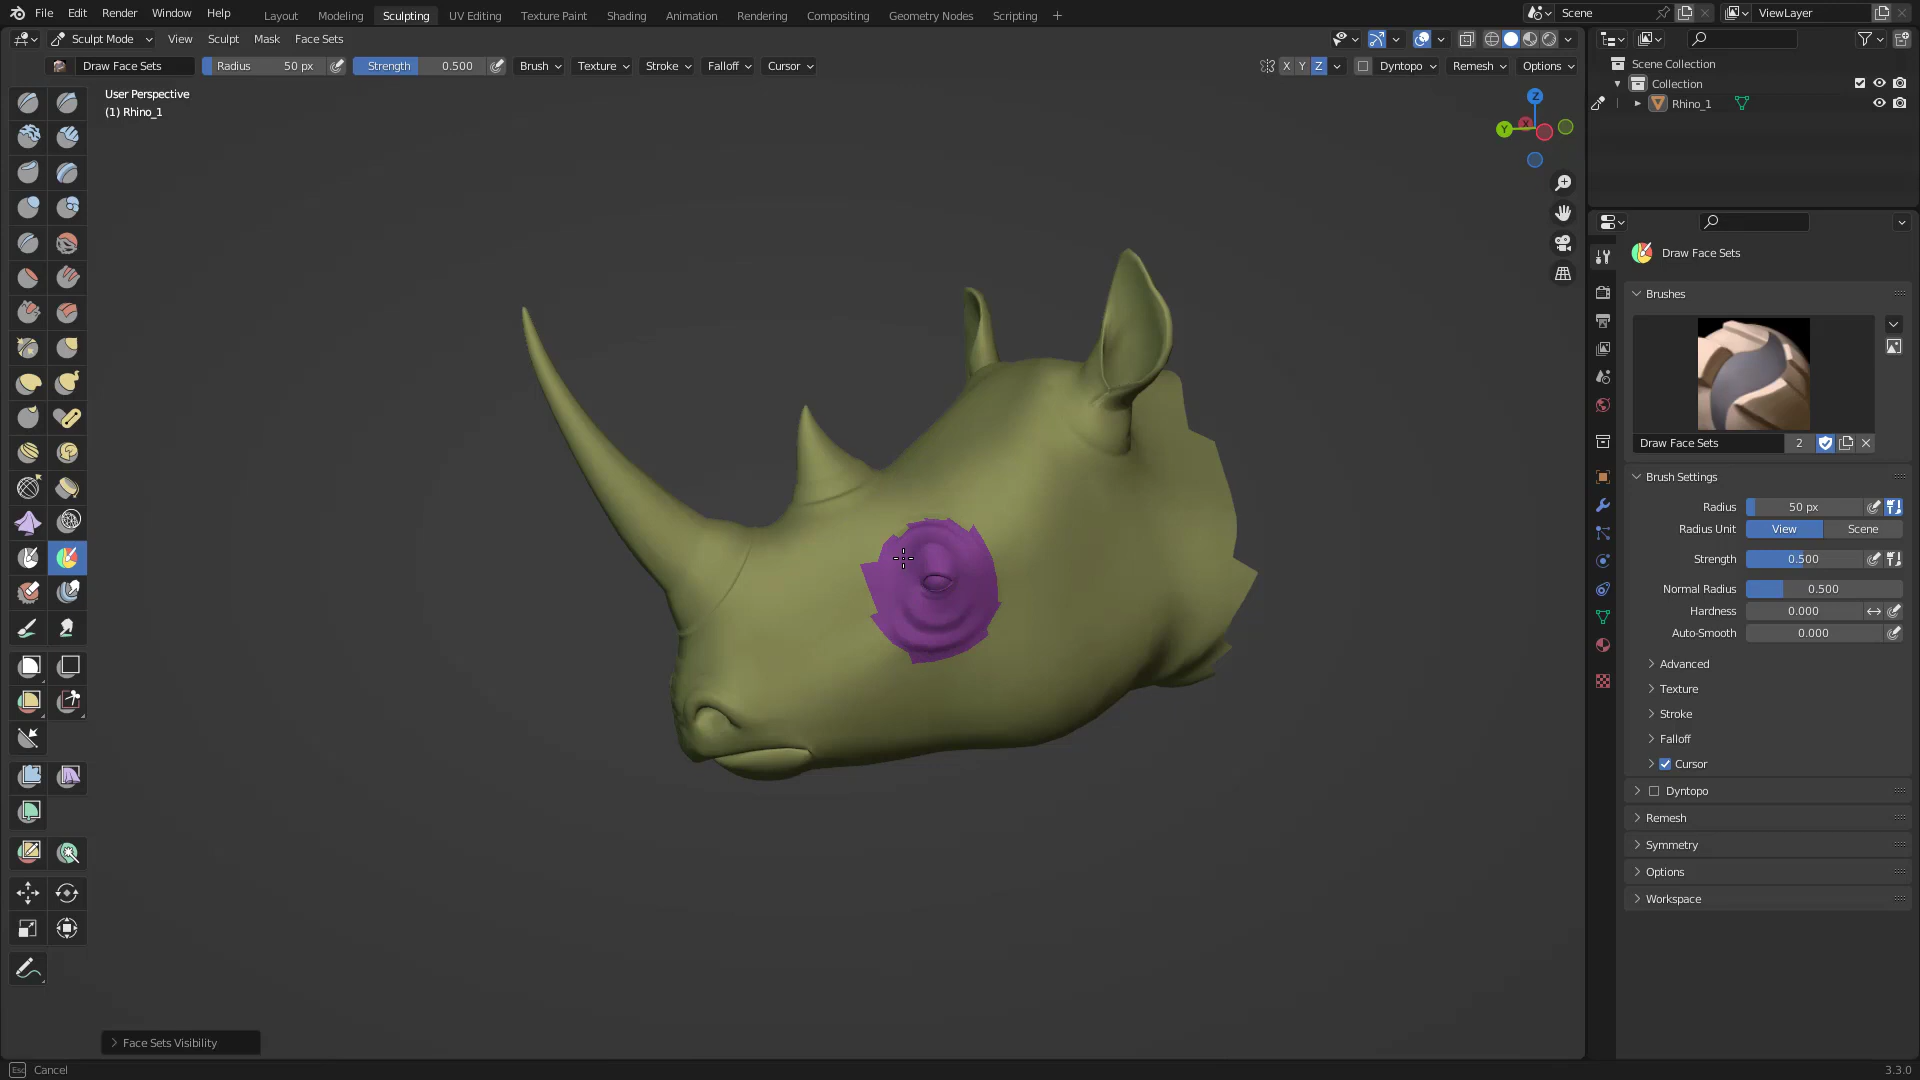 File Edit Render Window Help
Layout Modeling Sculpting UV Editing Texture Paint Shading Animation Rendering Compositing Geometry Nodes Scripting +
Scene
ViewLayer
Sculpt Mode View Sculpt Mask Face Sets
Draw Face Sets Radius 50 px Strength 0.500 Brush Texture Stroke Falloff Cursor
X Y Z Dyntopo Remesh Options
User Perspective
(1) Rhino_1
Z
Y X
Scene Collection
Collection
Rhino_1
Draw Face Sets
Brushes
Draw Face Sets 2
Brush Settings
Radius 50 px
Radius Unit View Scene
Strength 0.500
Normal Radius 0.500
Hardness 0.000
Auto-Smooth 0.000
Advanced
Texture
Stroke
Falloff
Cursor
Dyntopo
Remesh
Symmetry
Options
Workspace
Face Sets Visibility
Esc Cancel
3.3.0